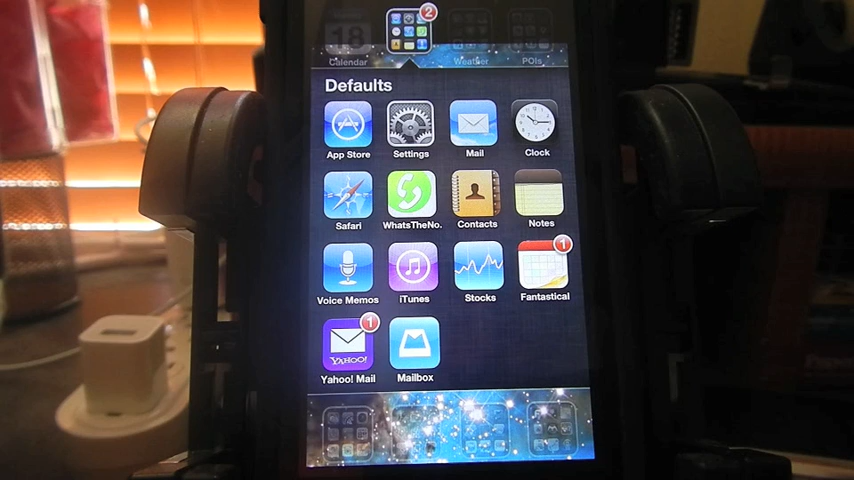 2
18
Calendar
Weather
POIs
Defaults
App Store
Settings
Mail
Clock
Safari
WhatsTheNo.
Contacts
Notes
1
Voice Memos
iTunes
Stocks
Fantastical
1
YAHOO!
Yahoo! Mail
Mailbox